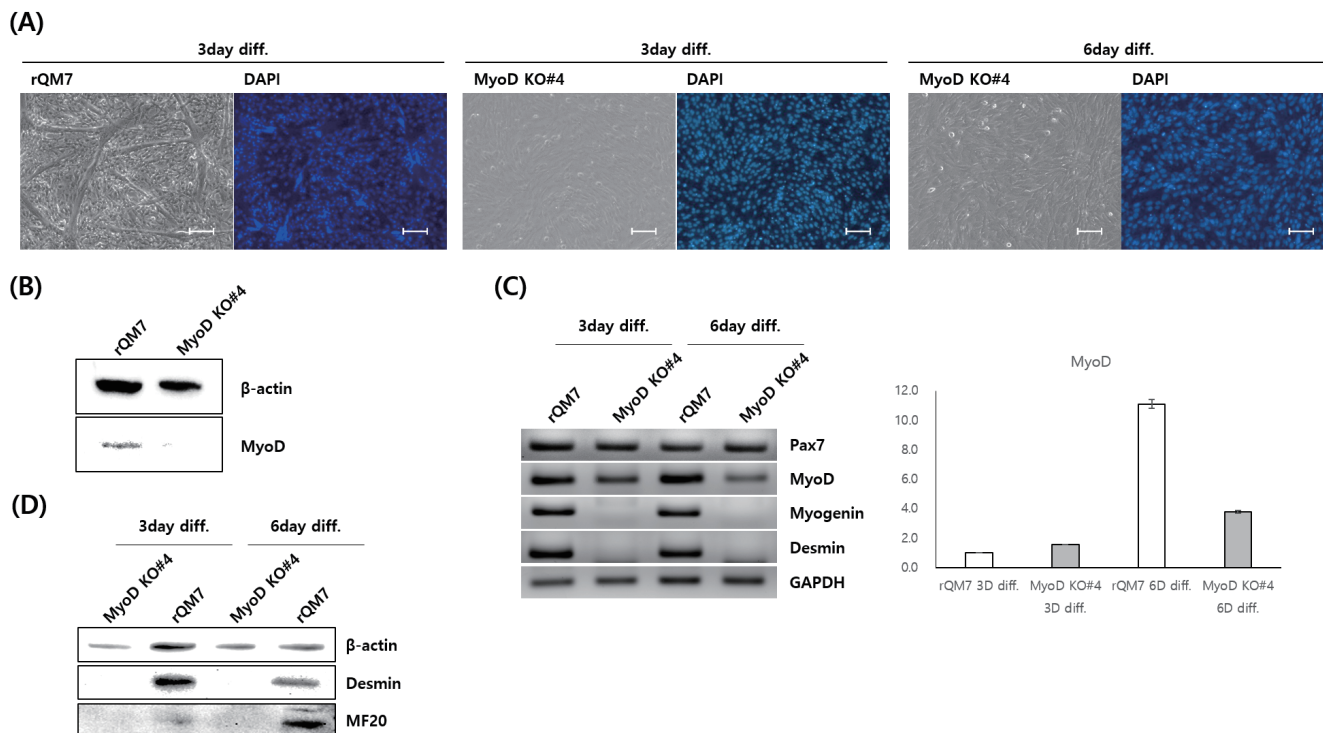 (A)
3day diff.
3day diff.
6day diff.
rQM7
DAPI
MyoD KO#4
DAPI
MyoD KO#4
DAPI
(B)
rQM7
MyoD KO#4
β-actin
MyoD
(C)
3day diff.
6day diff.
rQM7
MyoD KO#4
rQM7
MyoD KO#4
Pax7
MyoD
Myogenin
Desmin
GAPDH
MyoD
12.0
10.0
8.0
6.0
4.0
2.0
0.0
rQM7 3D diff.
MyoD KO#4
3D diff.
rQM7 6D diff.
MyoD KO#4
6D diff.
(D)
3day diff.
6day diff.
MyoD KO#4
rQM7
MyoD KO#4
rQM7
β-actin
Desmin
MF20